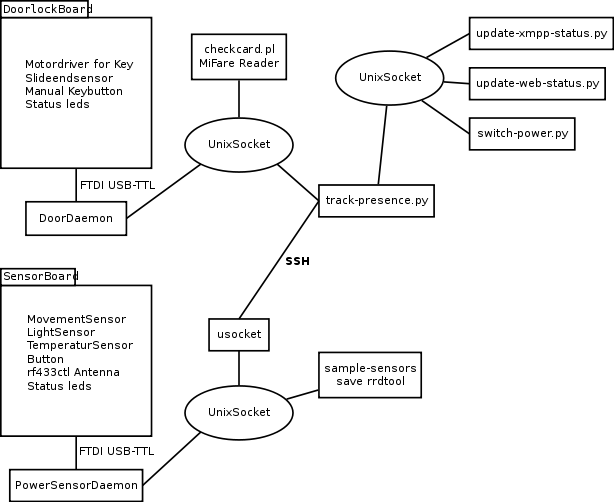 DoorlockBoard
Motordriver for Key
Slideendsensor
Manual Keybutton
Status leds
FTDI USB-TTL
DoorDaemon
checkcard.pl
MiFare Reader
UnixSocket
UnixSocket
update-xmpp-status.py
update-web-status.py
switch-power.py
track-presence.py
SSH
SensorBoard
MovementSensor
LightSensor
TemperaturSensor
Button
rf433ctl Antenna
Status leds
FTDI USB-TTL
PowerSensorDaemon
usocket
UnixSocket
sample-sensors
save rrdtool